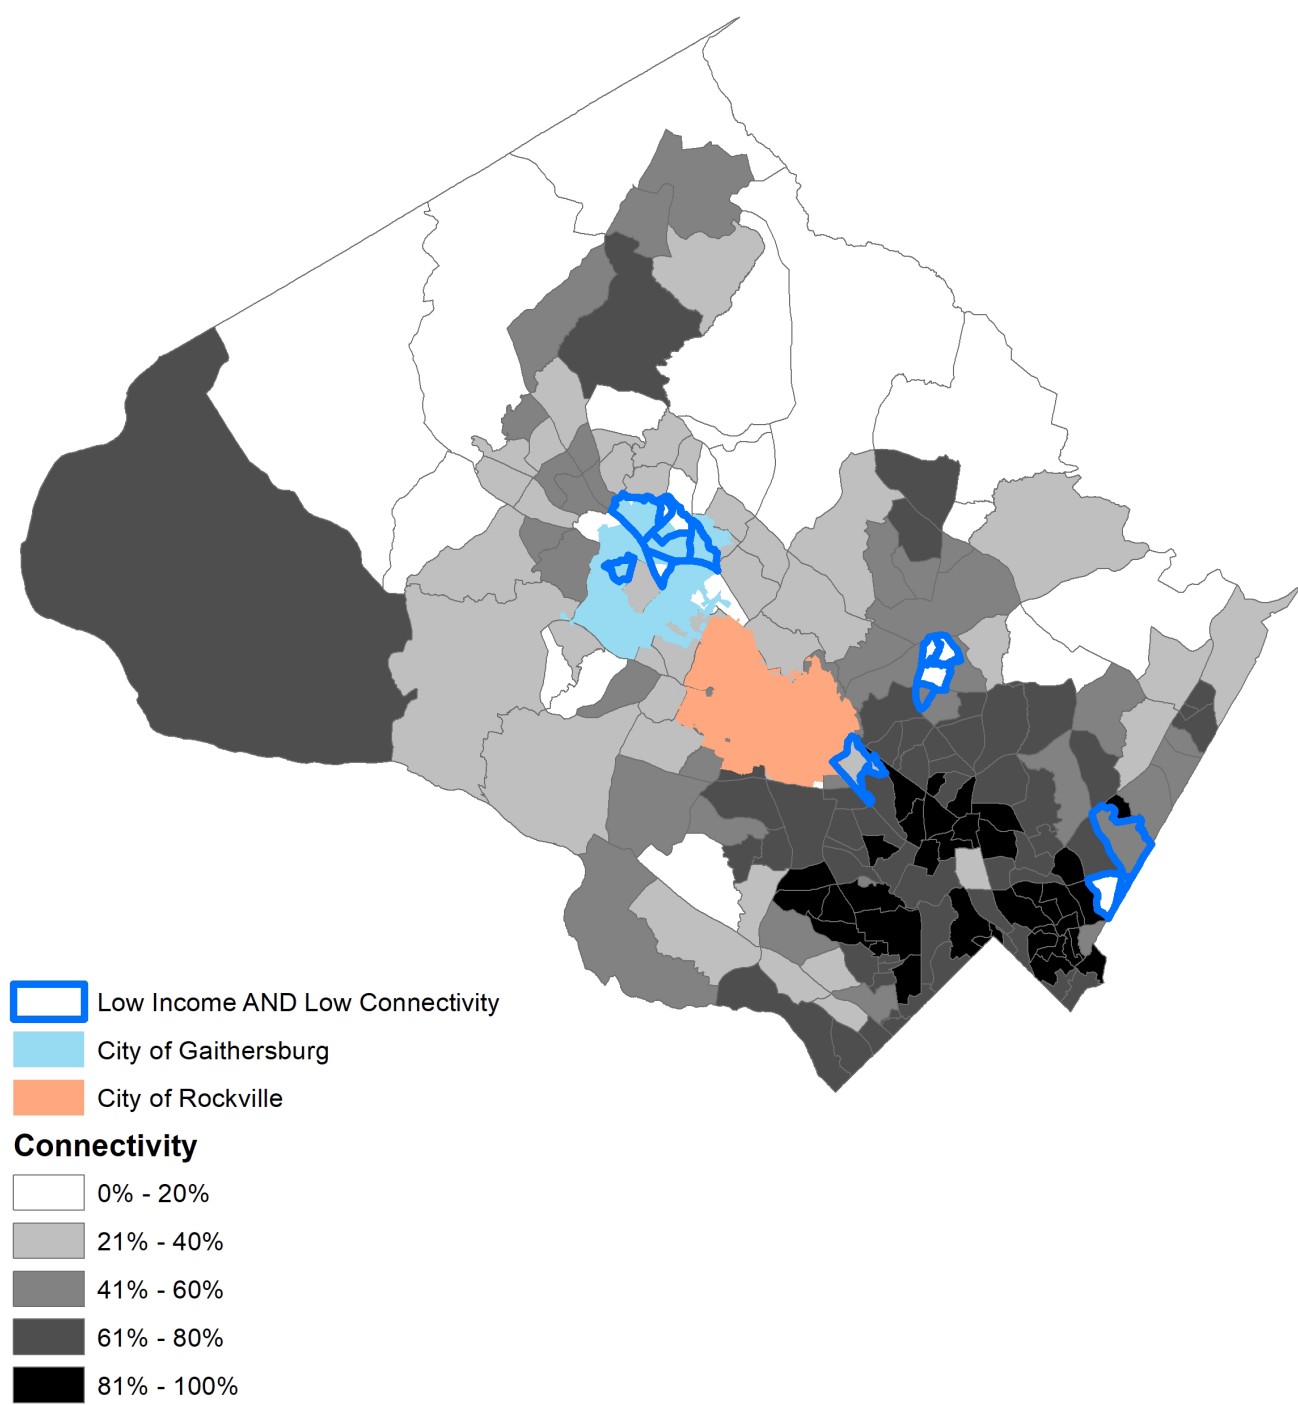 Low Income AND Low Connectivity
City of Gaithersburg
City of Rockville
Connectivity
0% - 20%
21% - 40%
41% - 60%
61% - 80%
81% - 100%